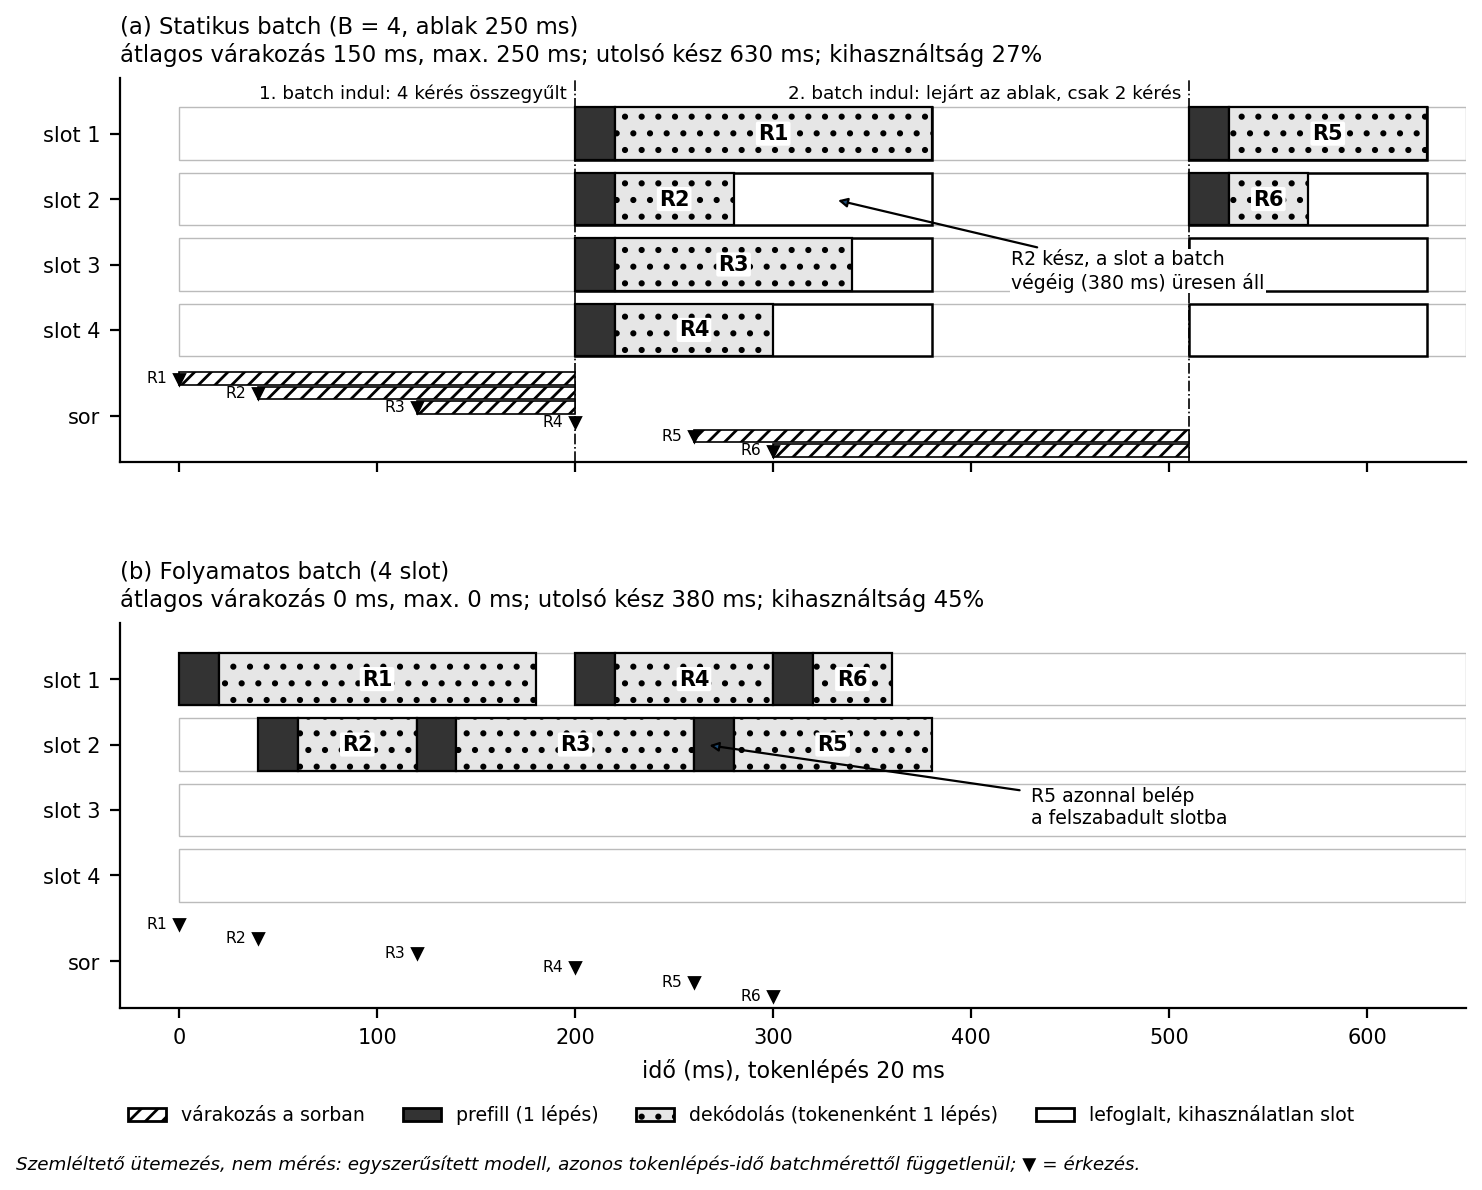 (a) Statikus batch (B = 4, ablak 250 ms)
átlagos várakozás 150 ms, max. 250 ms; utolsó kész 630 ms; kihasználtság 27%
1. batch indul: 4 kérés összegyűlt
2. batch indul: lejárt az ablak, csak 2 kérés
slot 1
R1
R5
slot 2
R2
R6
slot 3
R3
R2 kész, a slot a batch
végéig (380 ms) üresen áll
slot 4
R4
R1
R2
R3
sor
R4
R5
R6
(b) Folyamatos batch (4 slot)
átlagos várakozás 0 ms, max. 0 ms; utolsó kész 380 ms; kihasználtság 45%
slot 1
R1
R4
R6
slot 2
R2
R3
R5
slot 3
R5 azonnal belép
a felszabadult slotba
slot 4
R1
R2
R3
sor
R4
R5
R6
0 100 200 300 400 500 600
idő (ms), tokenlépés 20 ms
várakozás a sorban
prefill (1 lépés)
dekódolás (tokenenként 1 lépés)
lefoglalt, kihasználatlan slot
Szemléltető ütemezés, nem mérés: egyszerűsített modell, azonos tokenlépés-idő batchmérettől függetlenül; ▼ = érkezés.